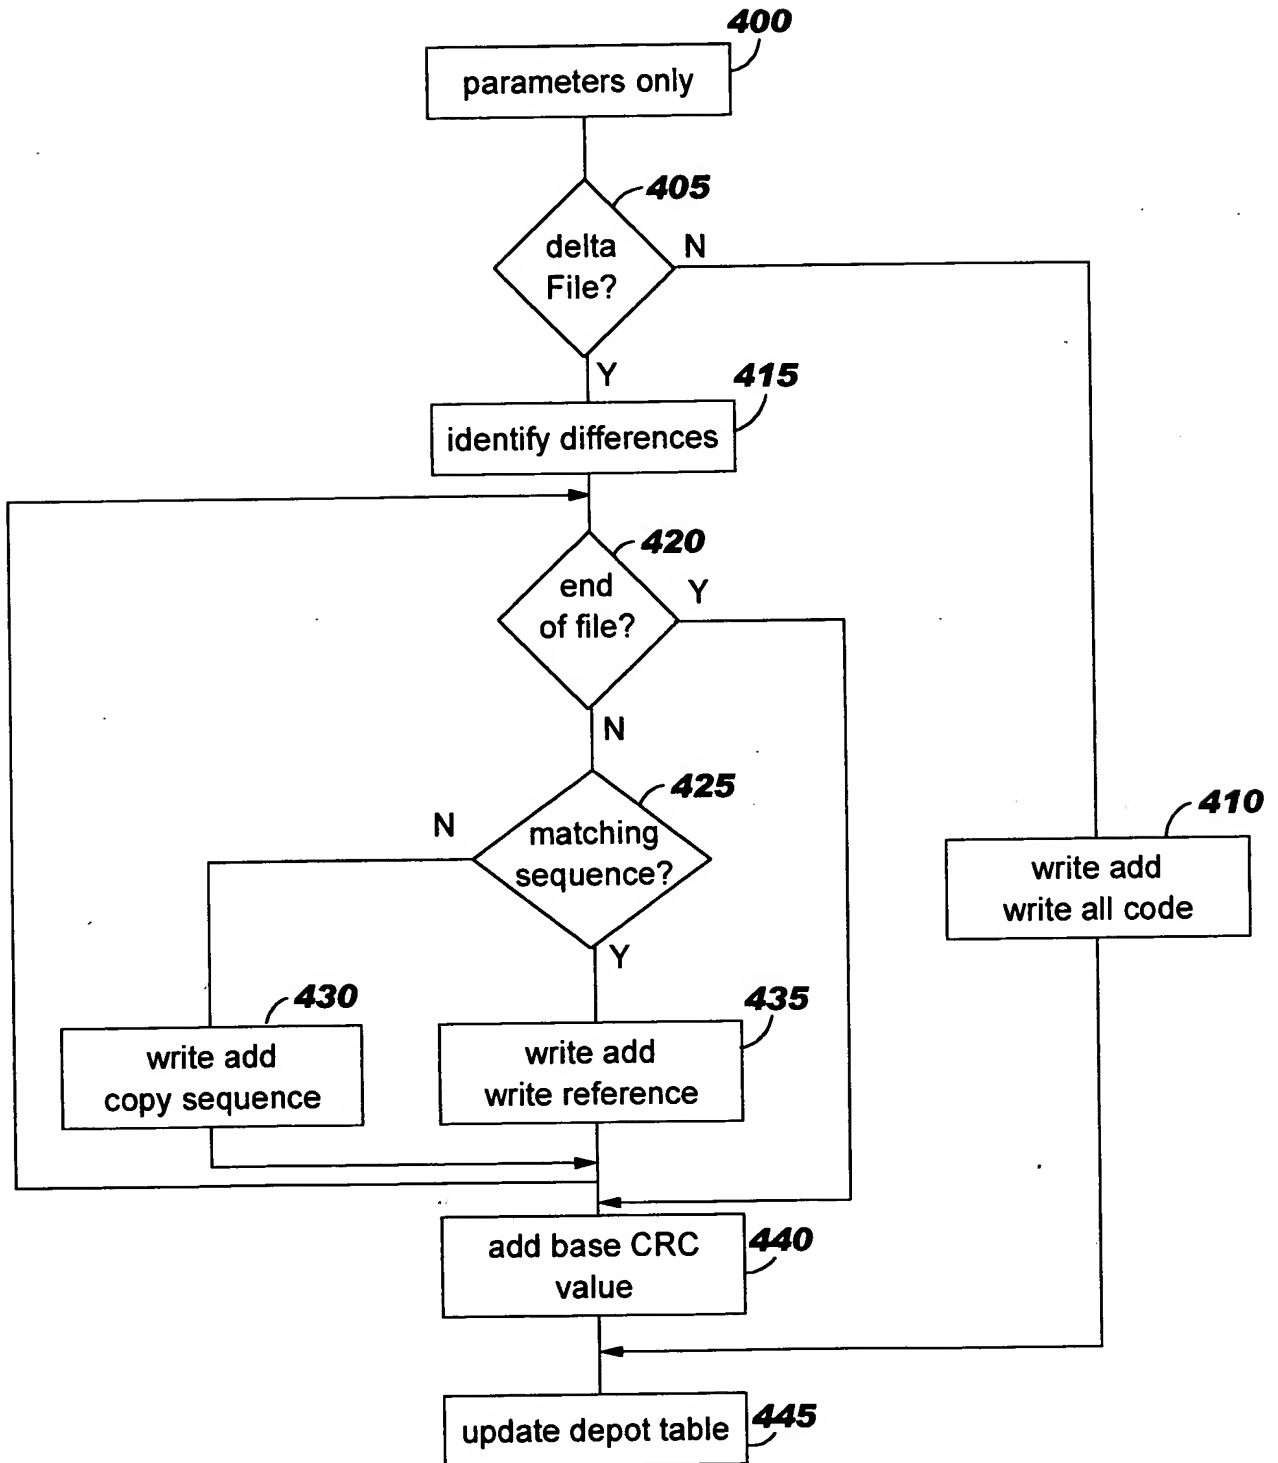 400
parameters only
405
delta
File?
N
Y
415
identify differences
420
end
of file?
Y
N
425
matching
sequence?
N
Y
410
write add
write all code
430
write add
copy sequence
435
write add
write reference
440
add base CRC
value
445
update depot table